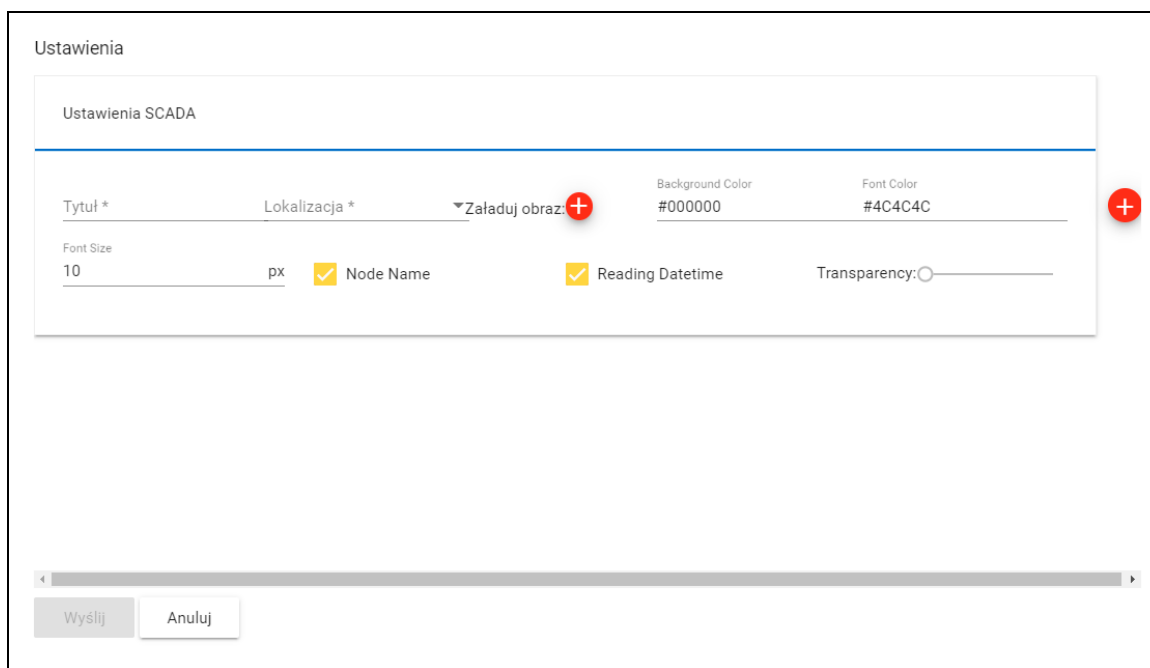 Ustawienia
Ustawienia SCADA
Background Color Font Color
Tytuł * Lokalizacja * Załaduj obraz: #000000 #4C4C4C
Font Size
10 px Node Name Reading Datetime Transparency:
Wyślij Anuluj